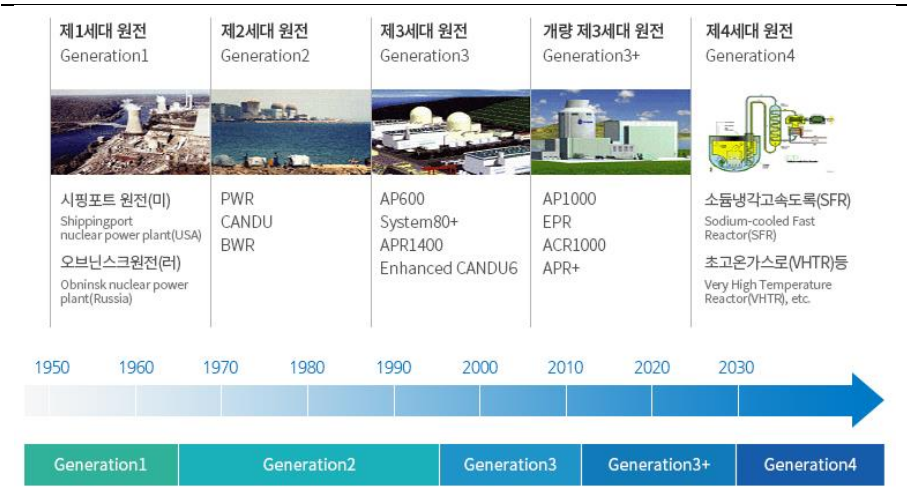 제1세대 원전
Generation1
시핑포트 원전(미)
Shippingport
nuclear power plant(USA)
오브닌스크원전(러)
Obninsk nuclear power
plant(Russia)
제2세대 원전
Generation2
PWR
CANDU
BWR
제3세대 원전
Generation3
AP600
System80+
APR1400
Enhanced CANDU6
개량 제3세대 원전
Generation3+
AP1000
EPR
ACR1000
APR+
제4세대 원전
Generation4
소듐냉각고속도록(SFR)
Sodium-cooled Fast
Reactor(SFR)
초고온가스로(VHTR)등
Very High Temperature
Reactor(VHTR), etc.
1950 1960 1970 1980 1990 2000 2010 2020 2030
Generation1 Generation2 Generation3 Generation3+ Generation4